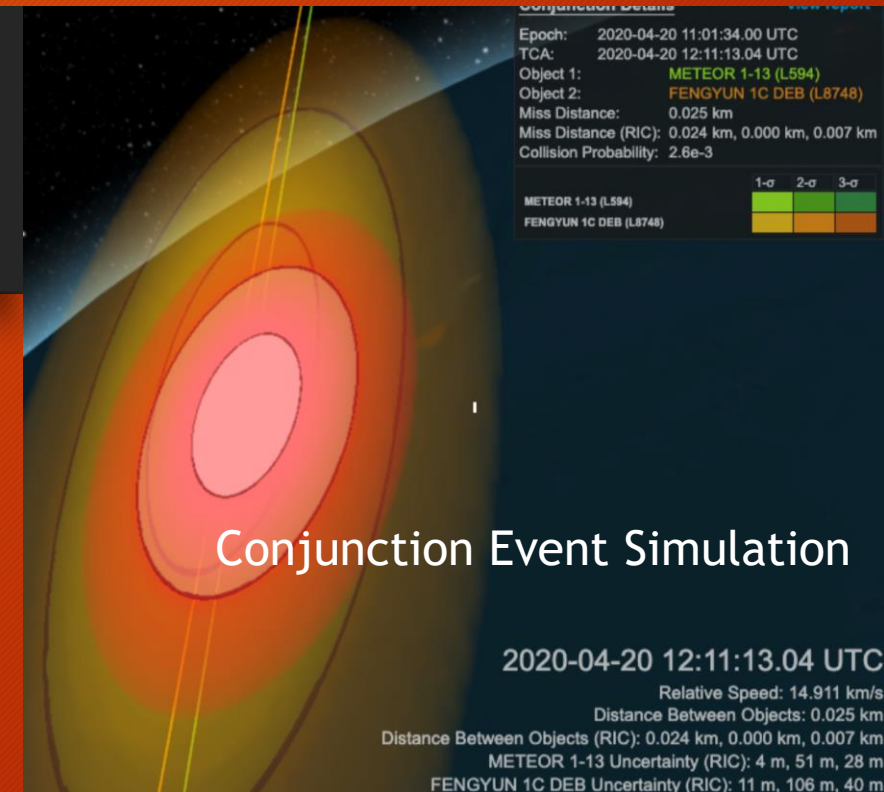 Conjunction Details View report
Epoch: 2020-04-20 11:01:34.00 UTC
TCA: 2020-04-20 12:11:13.04 UTC
Object 1: METEOR 1-13 (L594)
Object 2: FENGYUN 1C DEB (L8748)
Miss Distance: 0.025 km
Miss Distance (RIC): 0.024 km, 0.000 km, 0.007 km
Collision Probability: 2.6e-3
1-σ 2-σ 3-σ
METEOR 1-13 (L594)
FENGYUN 1C DEB (L8748)
Conjunction Event Simulation
2020-04-20 12:11:13.04 UTC
Relative Speed: 14.911 km/s
Distance Between Objects: 0.025 km
Distance Between Objects (RIC): 0.024 km, 0.000 km, 0.007 km
METEOR 1-13 Uncertainty (RIC): 4 m, 51 m, 28 m
FENGYUN 1C DEB Uncertainty (RIC): 11 m, 106 m, 40 m